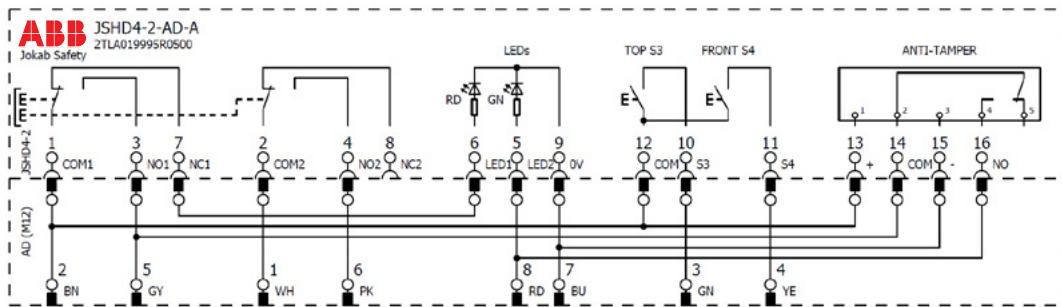 ABB JSHD4-2-AD-A
Jokab Safety 2TLA019995R0500
LEDs TOP S3 FRONT S4 ANTI-TAMPER
RD GN
1 2 3 4 5
JSHD4-2
1 3 7 2 4 8 6 5 9 12 10 11 13 14 15 16
COM1 NO1 NC1 COM2 NO2 NC2 LED1 LED2 0V COM S3 S4 + COM - NO
AD (M12)
2 5 1 6 8 7 3 4
BN GY WH PK RD BU GN YE